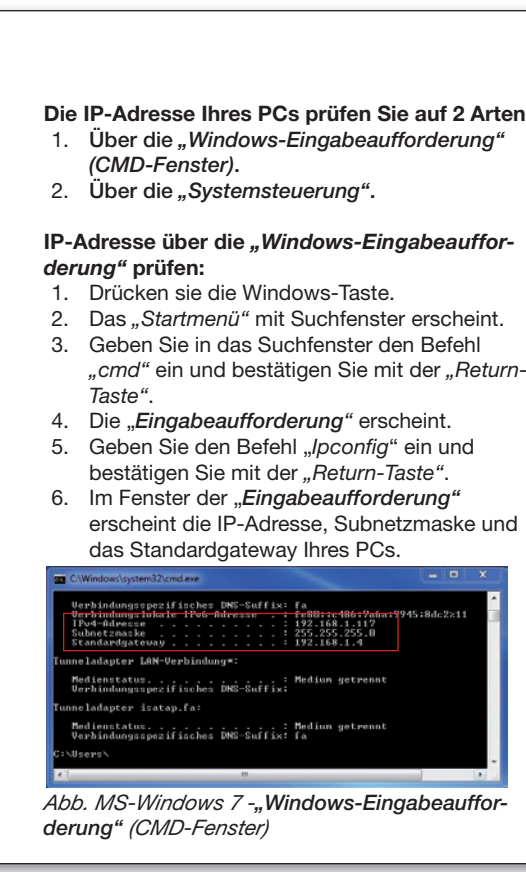 Die IP-Adresse Ihres PCs prüfen Sie auf 2 Arten
1. Über die „Windows-Eingabeaufforderung“
(CMD-Fenster).
2. Über die „Systemsteuerung“.
IP-Adresse über die „Windows-Eingabeauffor-
derung“ prüfen:
1. Drücken sie die Windows-Taste.
2. Das „Startmenü“ mit Suchfenster erscheint.
3. Geben Sie in das Suchfenster den Befehl
„cmd“ ein und bestätigen Sie mit der „Return-
Taste“.
4. Die „Eingabeaufforderung“ erscheint.
5. Geben Sie den Befehl „Ipconfig“ ein und
bestätigen Sie mit der „Return-Taste“.
6. Im Fenster der „Eingabeaufforderung“
erscheint die IP-Adresse, Subnetzmaske und
das Standardgateway Ihres PCs.
C:\Windows\system32\cmd.exe
Verbindungsspezifisches DNS-Suffix: fa
Verbindungslokale IPv6-Adresse . :
IPv4-Adresse . . . . . . . . . . : 192.168.1.117
Subnetzmaske . . . . . . . . . . : 255.255.255.0
Standardgateway . . . . . . . . . : 192.168.1.4
Tunneladapter LAN-Verbindung*:
Medienstatus. . . . . . . . . . . : Medium getrennt
Verbindungsspezifisches DNS-Suffix:
Tunneladapter isatap.fa:
Medienstatus. . . . . . . . . . . : Medium getrennt
Verbindungsspezifisches DNS-Suffix: fa
C:\Users\
Abb. MS-Windows 7 -„Windows-Eingabeauffor-
derung“ (CMD-Fenster)